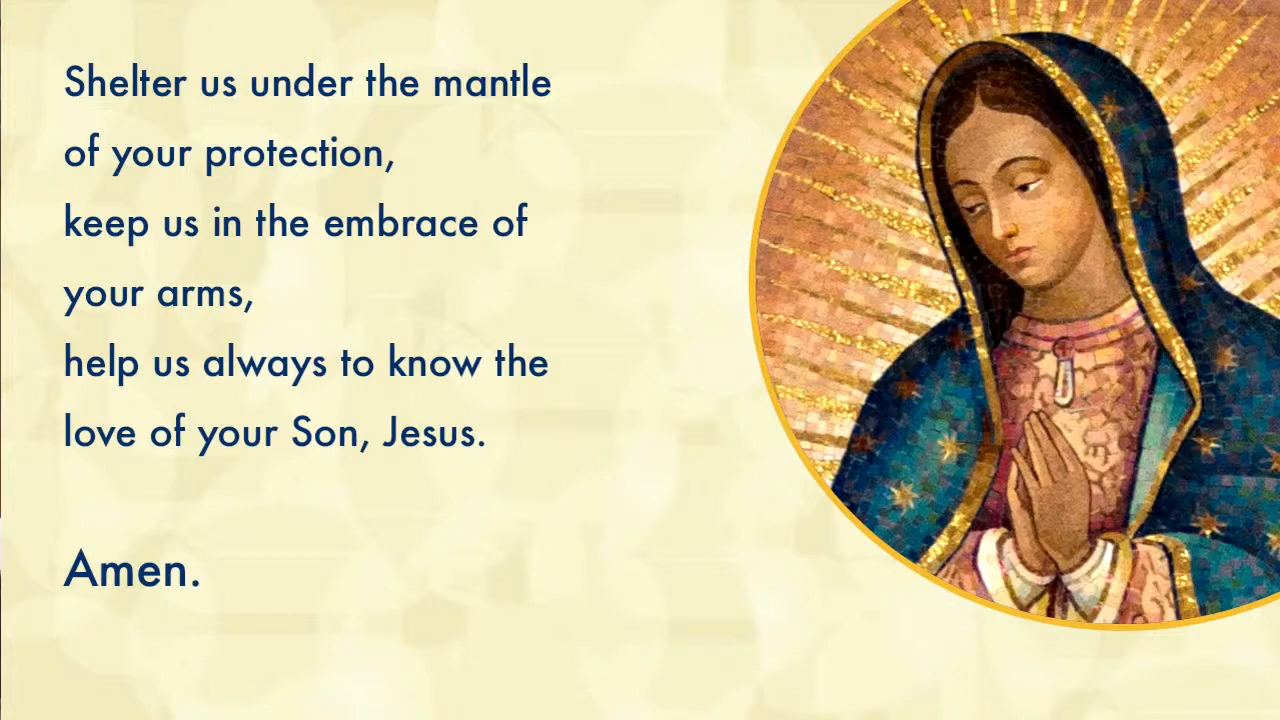 Shelter us under the mantle
of your protection,
keep us in the embrace of
your arms,
help us always to know the
love of your Son, Jesus.
Amen.